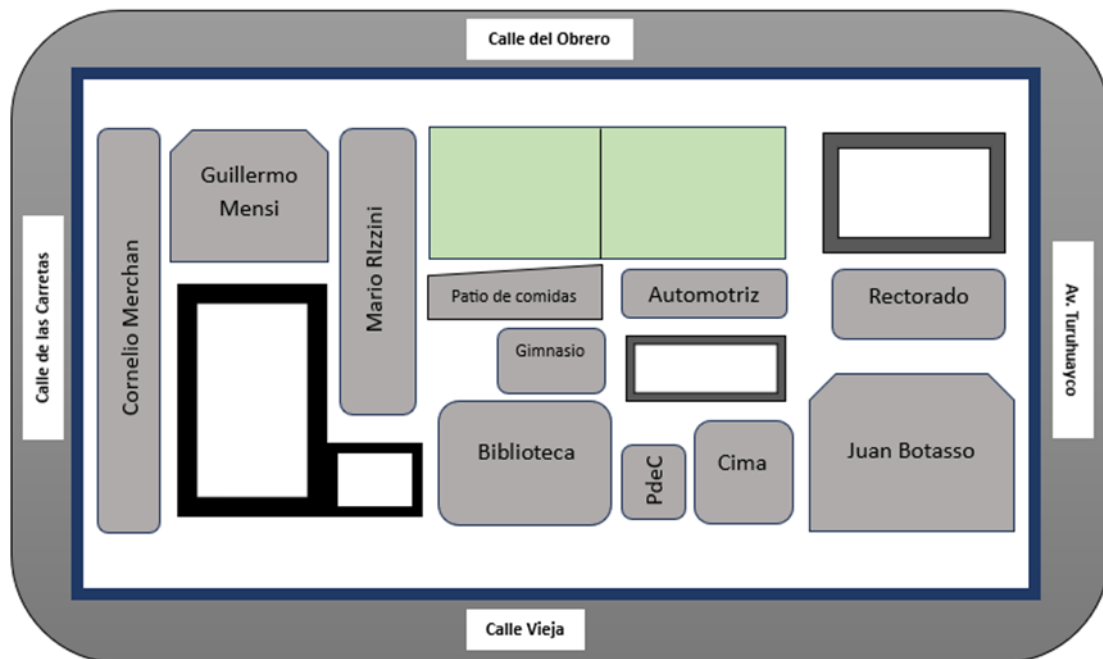 Calle del Obrero
Guillermo
Mensi
Cornelio Merchan
Mario RIzzini
Calle de las Carretas
Patio de comidas
Automotriz
Rectorado
Av. Turuhuayco
Gimnasio
Biblioteca
PdeC
Cima
Juan Botasso
Calle Vieja